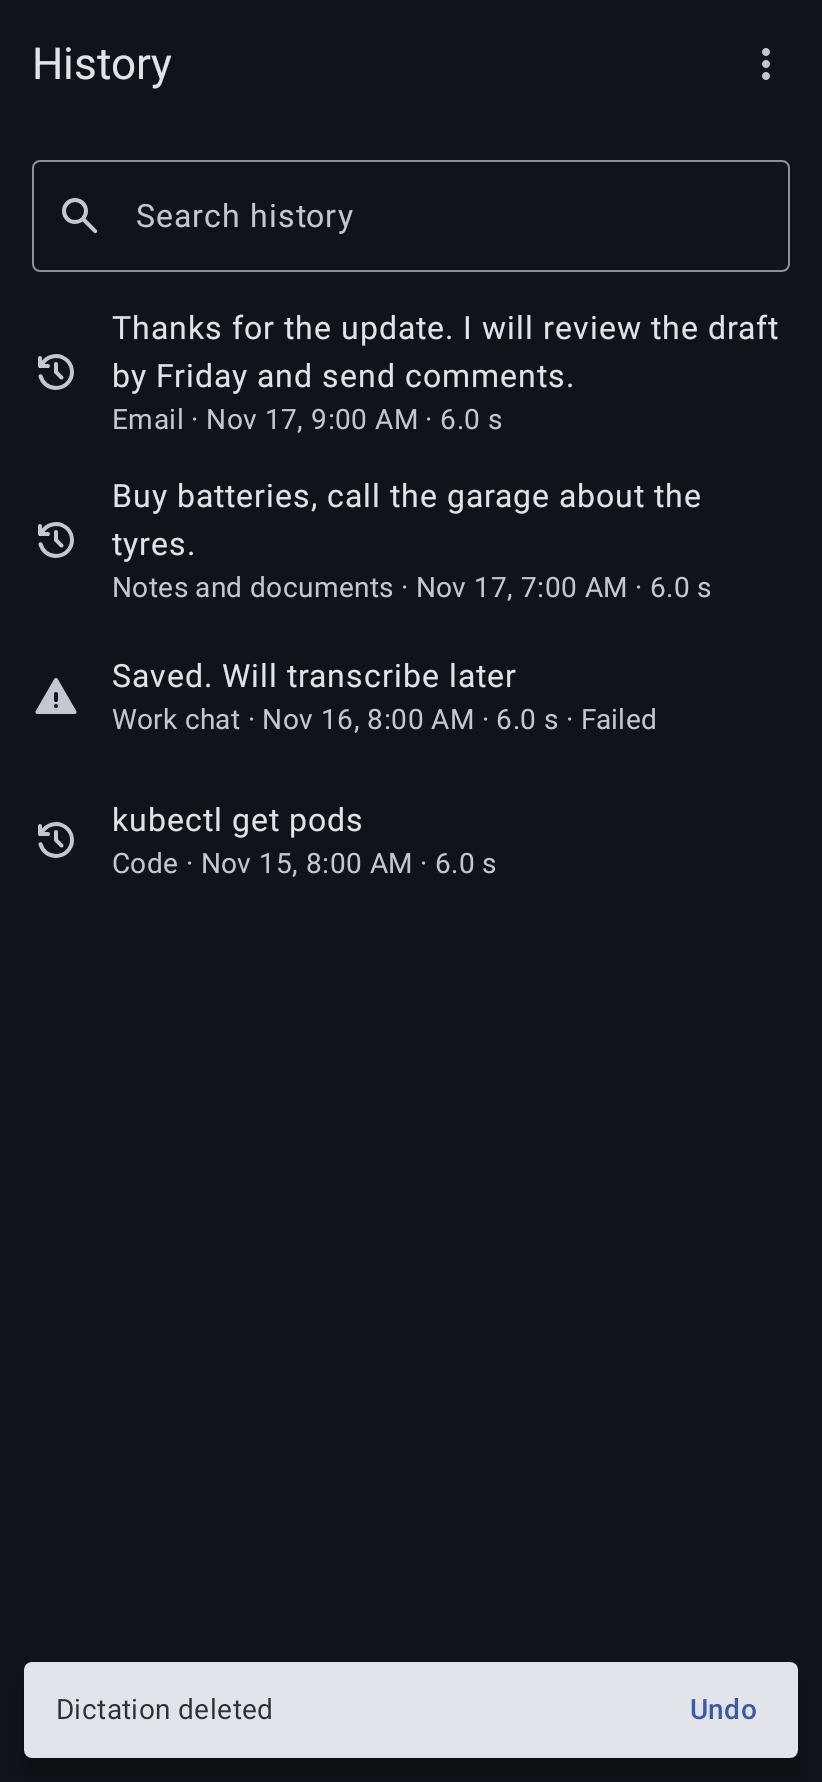 History
Search history
Thanks for the update. I will review the draft
by Friday and send comments.
Email · Nov 17, 9:00 AM · 6.0 s
Buy batteries, call the garage about the
tyres.
Notes and documents · Nov 17, 7:00 AM · 6.0 s
Saved. Will transcribe later
Work chat · Nov 16, 8:00 AM · 6.0 s · Failed
kubectl get pods
Code · Nov 15, 8:00 AM · 6.0 s
Dictation deleted
Undo